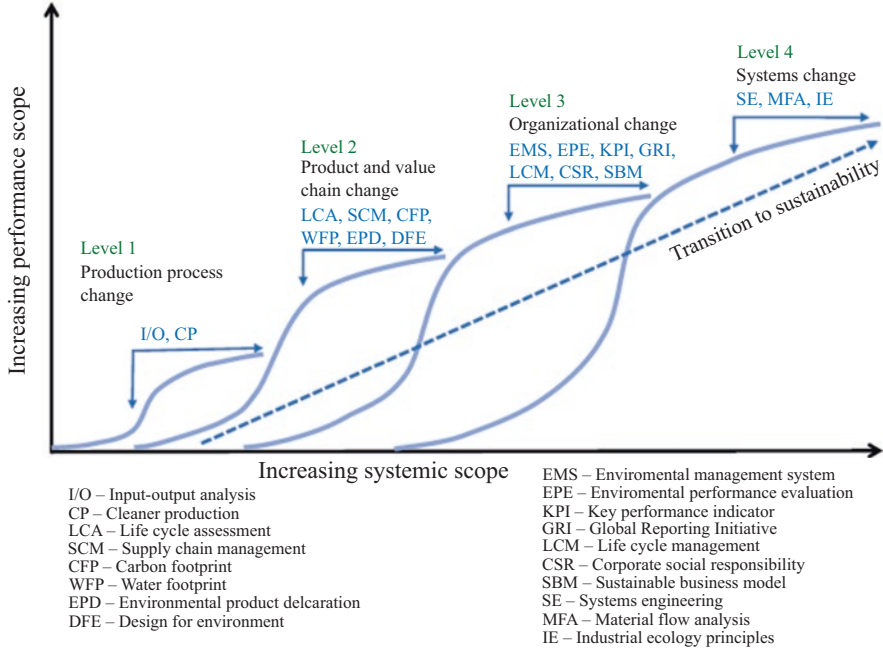 Increasing performance scope
Level 1
Production process
change
I/O, CP
Level 2
Product and value
chain change
LCA, SCM, CFP,
WFP, EPD, DFE
Level 3
Organizational change
EMS, EPE, KPI, GRI,
LCM, CSR, SBM
Level 4
Systems change
SE, MFA, IE
Transition to sustainability
Increasing systemic scope
I/O – Input-output analysis
CP – Cleaner production
LCA – Life cycle assessment
SCM – Supply chain management
CFP – Carbon footprint
WFP – Water footprint
EPD – Environmental product delcaration
DFE – Design for environment
EMS – Enviromental management system
EPE – Enviromental performance evaluation
KPI – Key performance indicator
GRI – Global Reporting Initiative
LCM – Life cycle management
CSR – Corporate social responsibility
SBM – Sustainable business model
SE – Systems engineering
MFA – Material flow analysis
IE – Industrial ecology principles